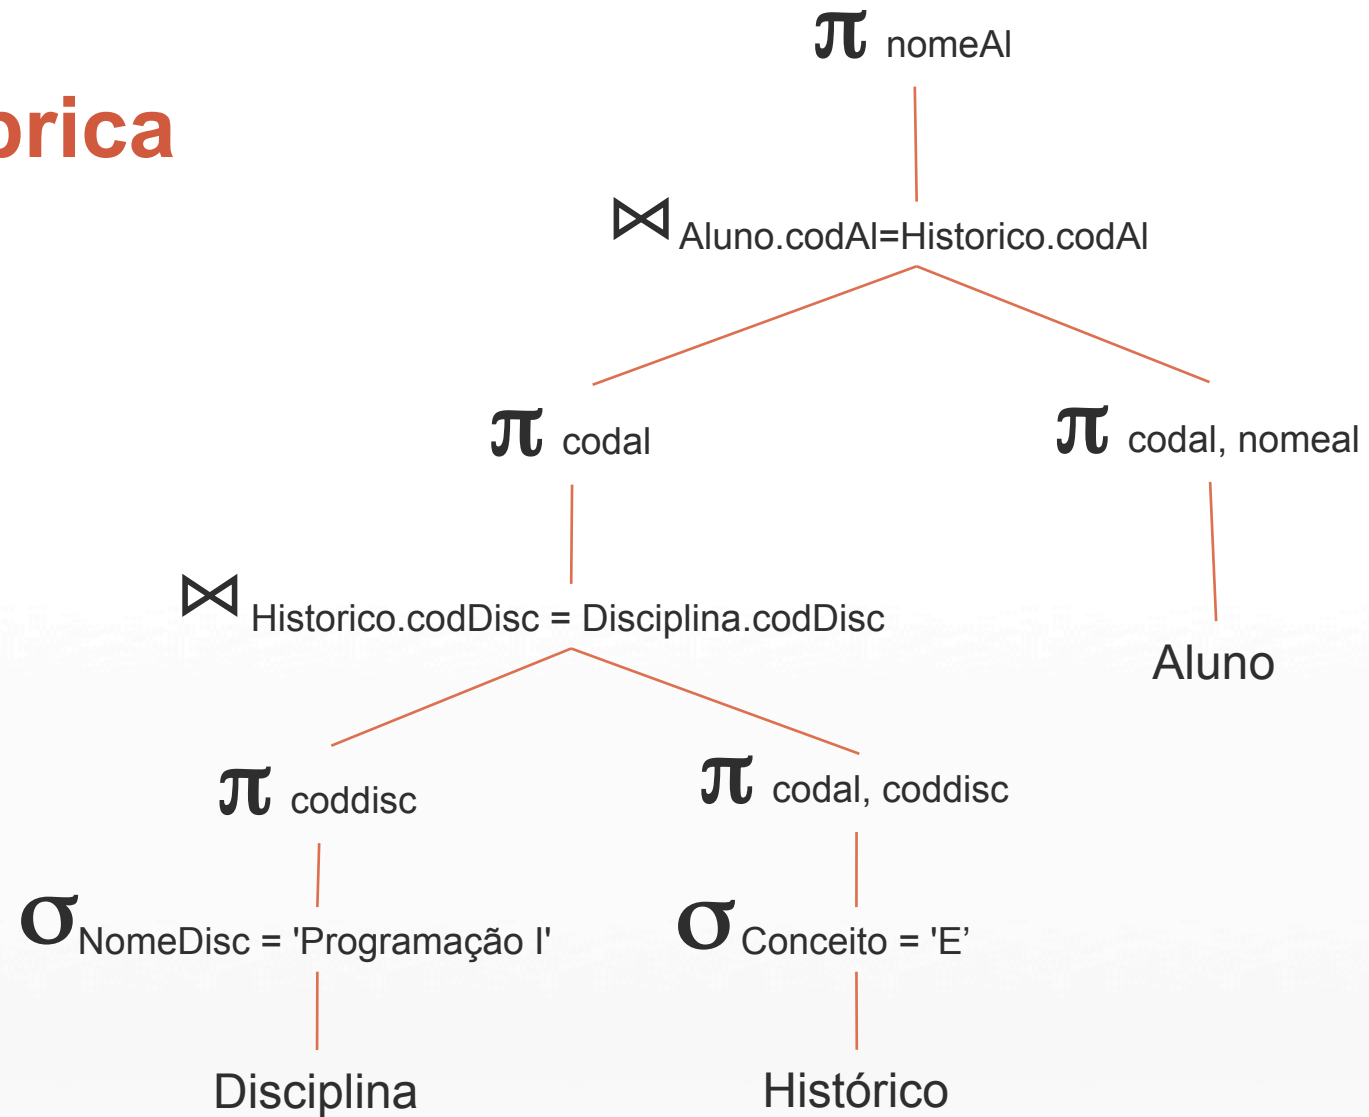 π nomeAl
brica
⋈ Aluno.codAl=Historico.codAl
π codal
π codal, nomeal
⋈ Historico.codDisc = Disciplina.codDisc
Aluno
π coddisc
π codal, coddisc
σ NomeDisc = 'Programação I'
σ Conceito = 'E’
Disciplina
Histórico